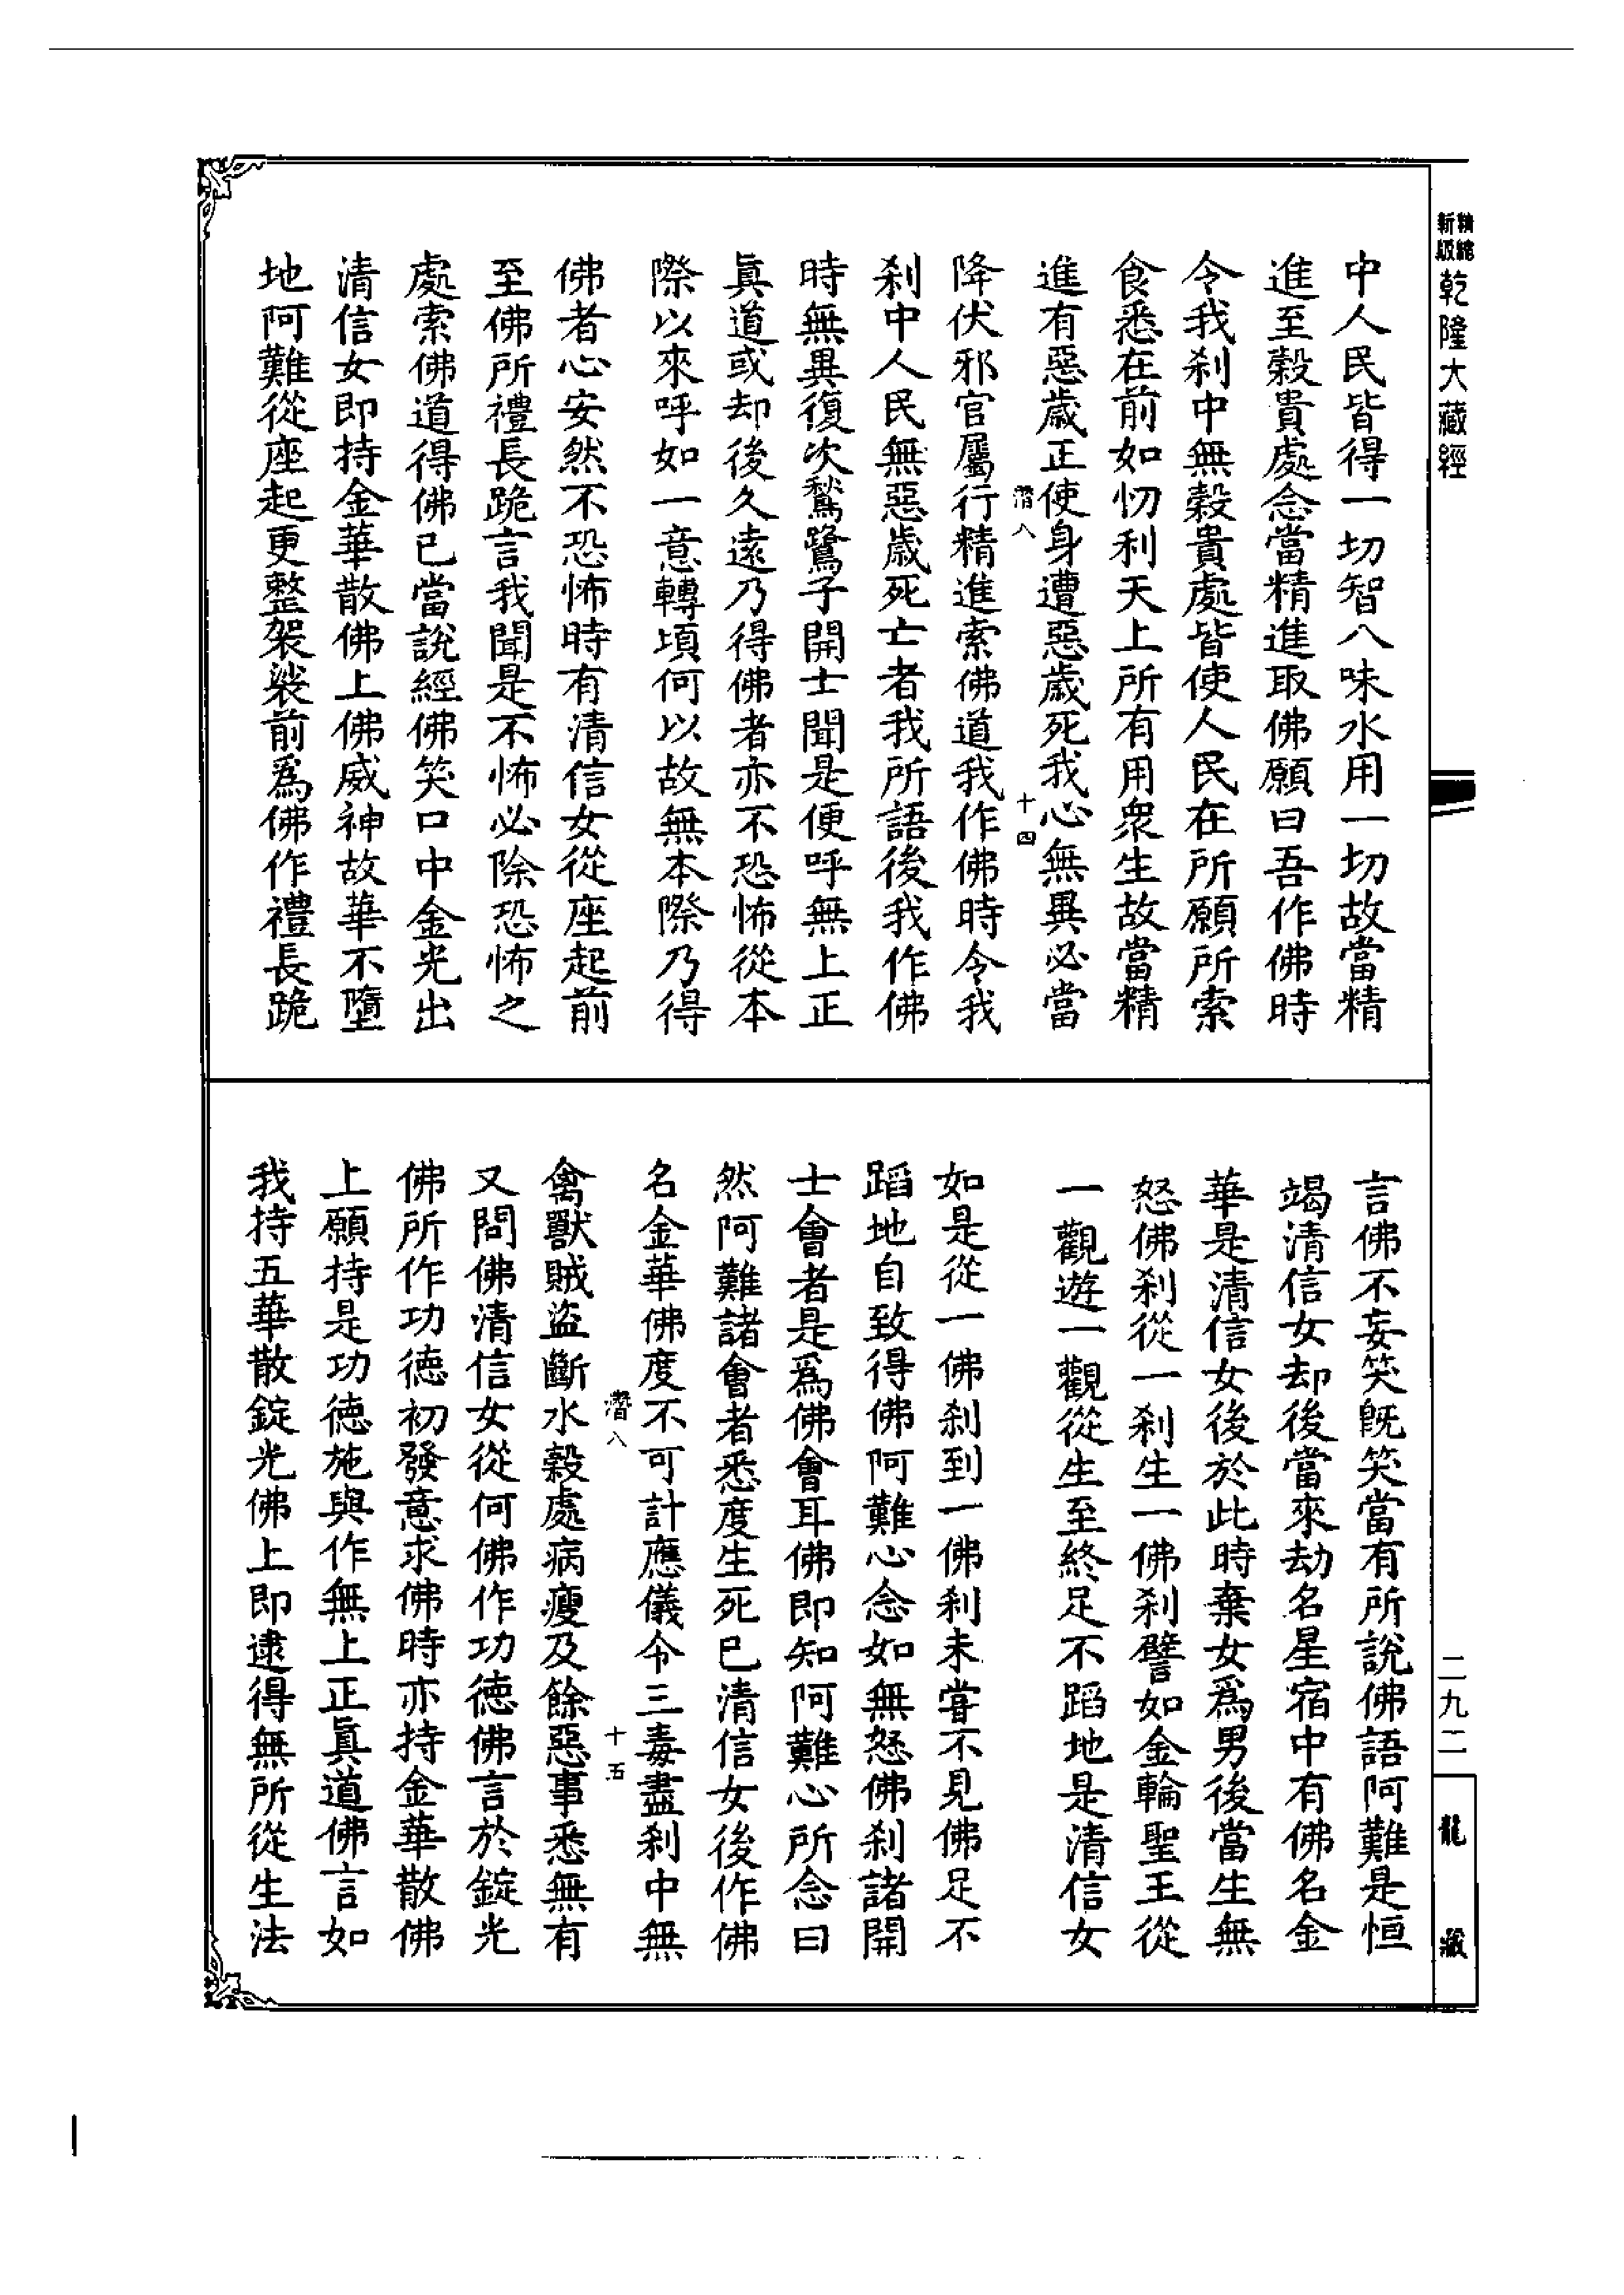 精縮新版乾隆大藏經
中人民皆得一切智八味水用一切故當精
進至穀貴處念當精進取佛願曰吾作佛時
令我刹中無穀貴處皆使人民在所願所索
食悉在前如忉利天上所有用衆生故當精
進有惡歲正使身遭惡歲死我心無異必當
潛八 十四
降伏邪官屬行精進索佛道我作佛時令我
刹中人民無惡歲死亡者我所語後我作佛
時無異復次鶖鷺子開士聞是便呼無上正
眞道或却後久遠乃得佛者亦不恐怖從本
際以來呼如一意轉頃何以故無本際乃得
佛者心安然不恐怖時有清信女從座起前
至佛所禮長跪言我聞是不怖必除恐怖之
處索佛道得佛已當說經佛笑口中金光出
清信女即持金華散佛上佛威神故華不墮
地阿難從座起更整袈裟前爲佛作禮長跪
言佛不妄笑旣笑當有所說佛語阿難是恒
竭清信女却後當來劫名星宿中有佛名金
華是清信女後於此時棄女爲男後當生無
怒佛刹從一刹生一佛刹譬如金輪聖王從
一觀遊一觀從生至終足不蹈地是清信女
如是從一佛刹到一佛刹未甞不見佛足不
蹈地自致得佛阿難心念如無怒佛刹諸開
士會者是爲佛會耳佛即知阿難心所念曰
然阿難諸會者悉度生死已清信女後作佛
名金華佛度不可計應儀令三毒盡刹中無
潛八 十五
禽獸賊盜斷水穀處病瘦及餘惡事悉無有
又問佛清信女從何佛作功德佛言於錠光
佛所作功德初發意求佛時亦持金華散佛
上願持是功德施與作無上正眞道佛言如
我持五華散錠光佛上即逮得無所從生法
二九二
龍藏